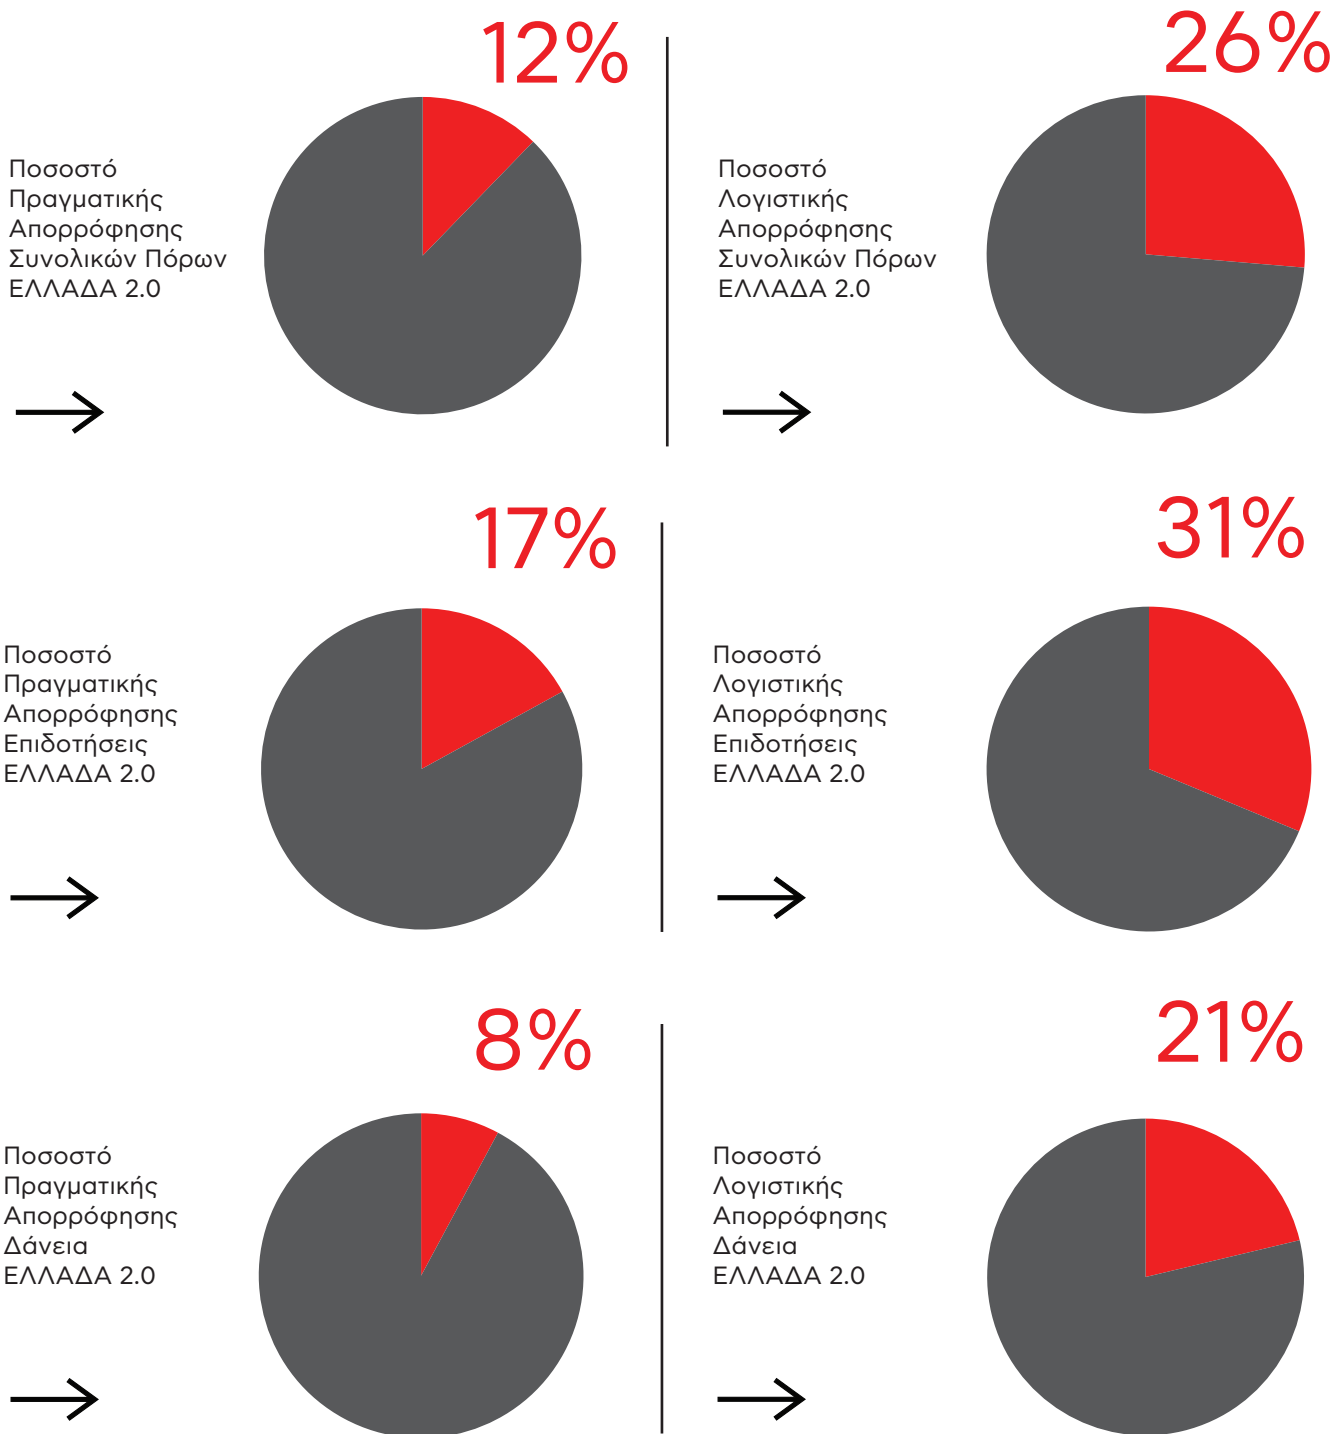 12%
Ποσοστό
Πραγματικής
Απορρόφησης
Συνολικών Πόρων
ΕΛΛΑΔΑ 2.0
26%
Ποσοστό
Λογιστικής
Απορρόφησης
Συνολικών Πόρων
ΕΛΛΑΔΑ 2.0
17%
Ποσοστό
Πραγματικής
Απορρόφησης
Επιδοτήσεις
ΕΛΛΑΔΑ 2.0
31%
Ποσοστό
Λογιστικής
Απορρόφησης
Επιδοτήσεις
ΕΛΛΑΔΑ 2.0
8%
Ποσοστό
Πραγματικής
Απορρόφησης
Δάνεια
ΕΛΛΑΔΑ 2.0
21%
Ποσοστό
Λογιστικής
Απορρόφησης
Δάνεια
ΕΛΛΑΔΑ 2.0